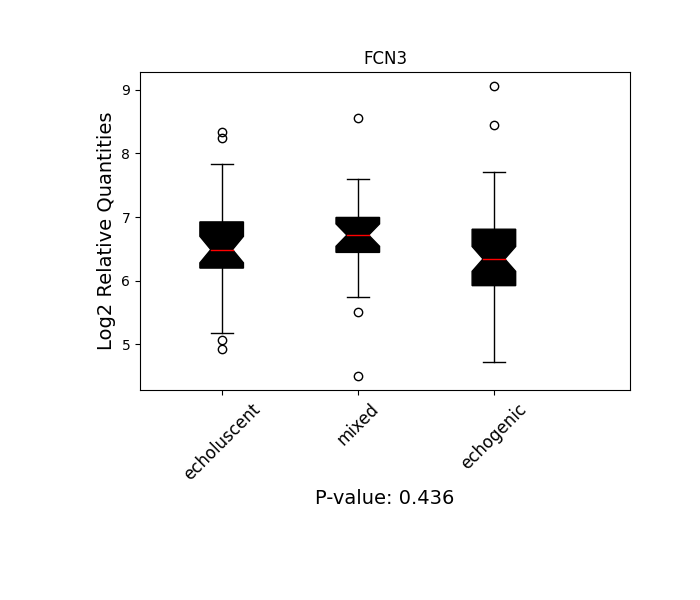 FCN3
Log2 Relative Quantities
9
8
7
6
5
echoluscent
mixed
echogenic
P-value: 0.436